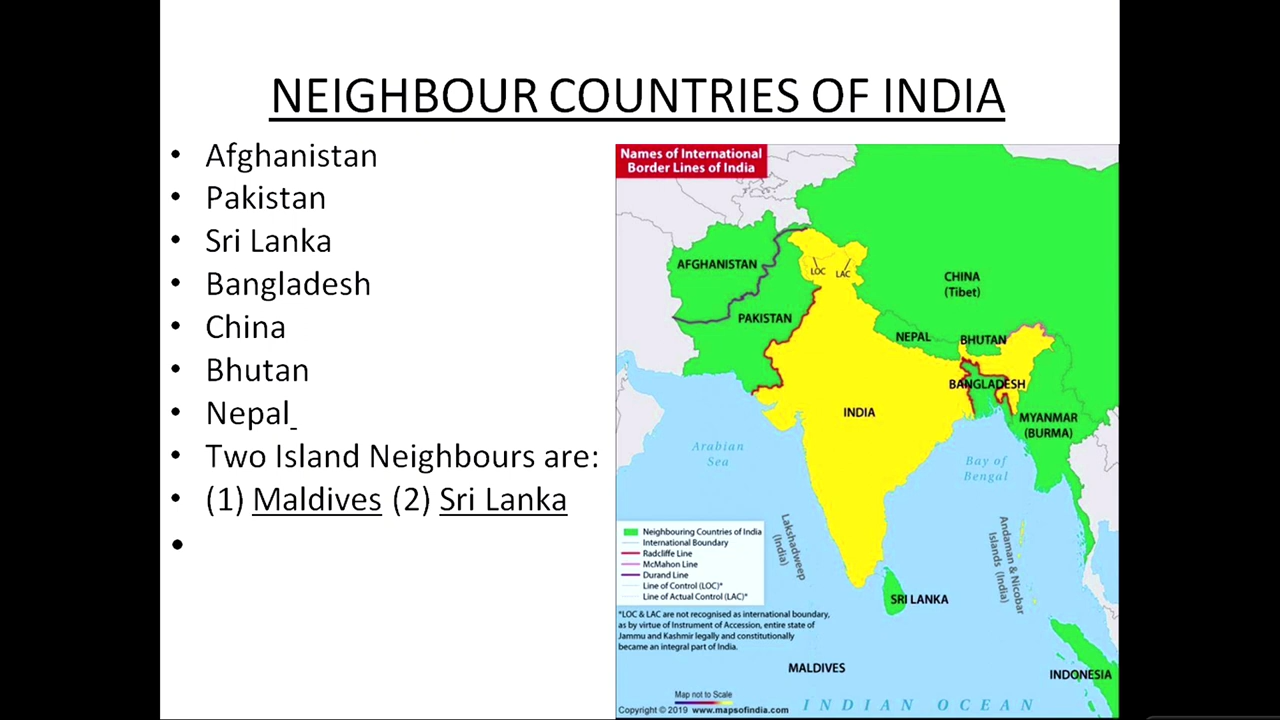 NEIGHBOUR COUNTRIES OF INDIA
• Afghanistan
• Pakistan
• Sri Lanka
• Bangladesh
• China
• Bhutan
• Nepal
• Two Island Neighbours are:
• (1) Maldives (2) Sri Lanka
•
Names of International
Border Lines of India
AFGHANISTAN
LOC
LAC
CHINA
(Tibet)
PAKISTAN
NEPAL
BHUTAN
BANGLADESH
INDIA
MYANMAR
(BURMA)
Arabian
Sea
Bay of
Bengal
Lakshadweep
(India)
Andaman & Nicobar
Islands (India)
Neighbouring Countries of India
International Boundary
Radcliffe Line
McMahon Line
Durand Line
Line of Control (LOC)*
Line of Actual Control (LAC)*
SRI LANKA
*LOC & LAC are not recognised as international boundary,
as by virtue of Instrument of Accession, entire state of
Jammu and Kashmir legally and constitutionally
became an integral part of India.
MALDIVES
INDONESIA
Map not to Scale
INDIAN OCEAN
Copyright © 2019 www.mapsofindia.com